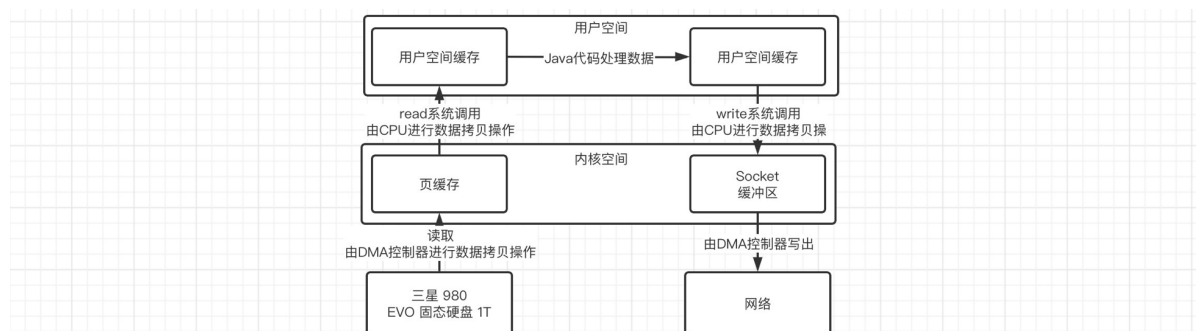 用户空间
用户空间缓存
Java代码处理数据
用户空间缓存
read系统调用
由CPU进行数据拷贝操作
write系统调用
由CPU进行数据拷贝操
内核空间
页缓存
Socket
缓冲区
读取
由DMA控制器进行数据拷贝操作
由DMA控制器写出
三星 980
EVO 固态硬盘 1T
网络